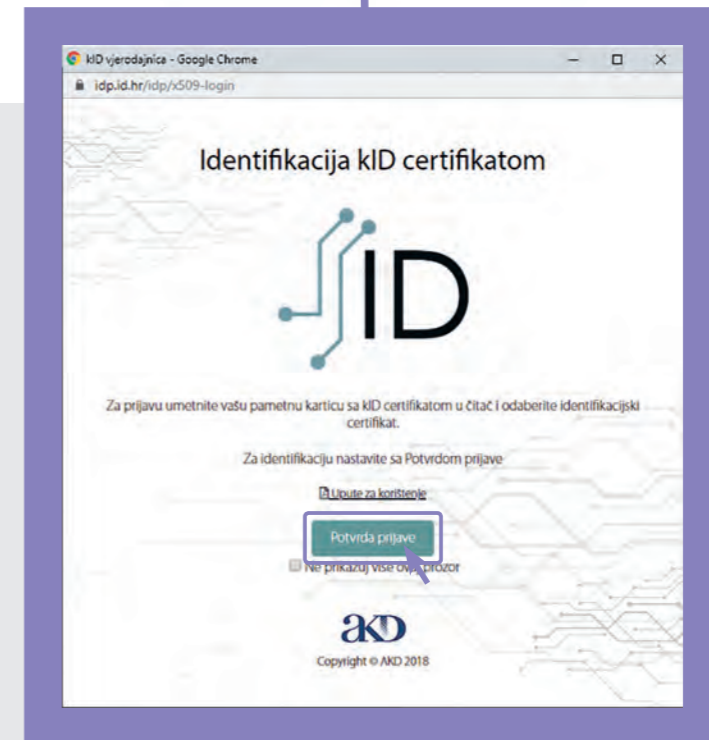 kID vjerodajnica - Google Chrome
idp.id.hr/idp/x509-login
Identifikacija kID certifikatom
ID
Za prijavu umetnite vašu pametnu karticu sa kID certifikatom u čitač i odaberite identifikacijski
certifikat.
Za identifikaciju nastavite sa Potvrdom prijave
Upute za korištenje
Potvrda prijave
Ne prikazuj više ovaj prozor
AKD
Copyright © AKD 2018